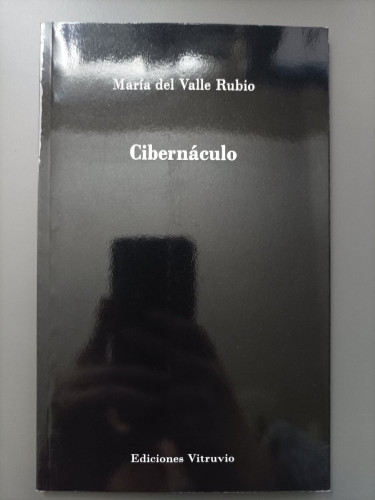 María del Valle Rubio
Cibernáculo
Ediciones Vitruvio